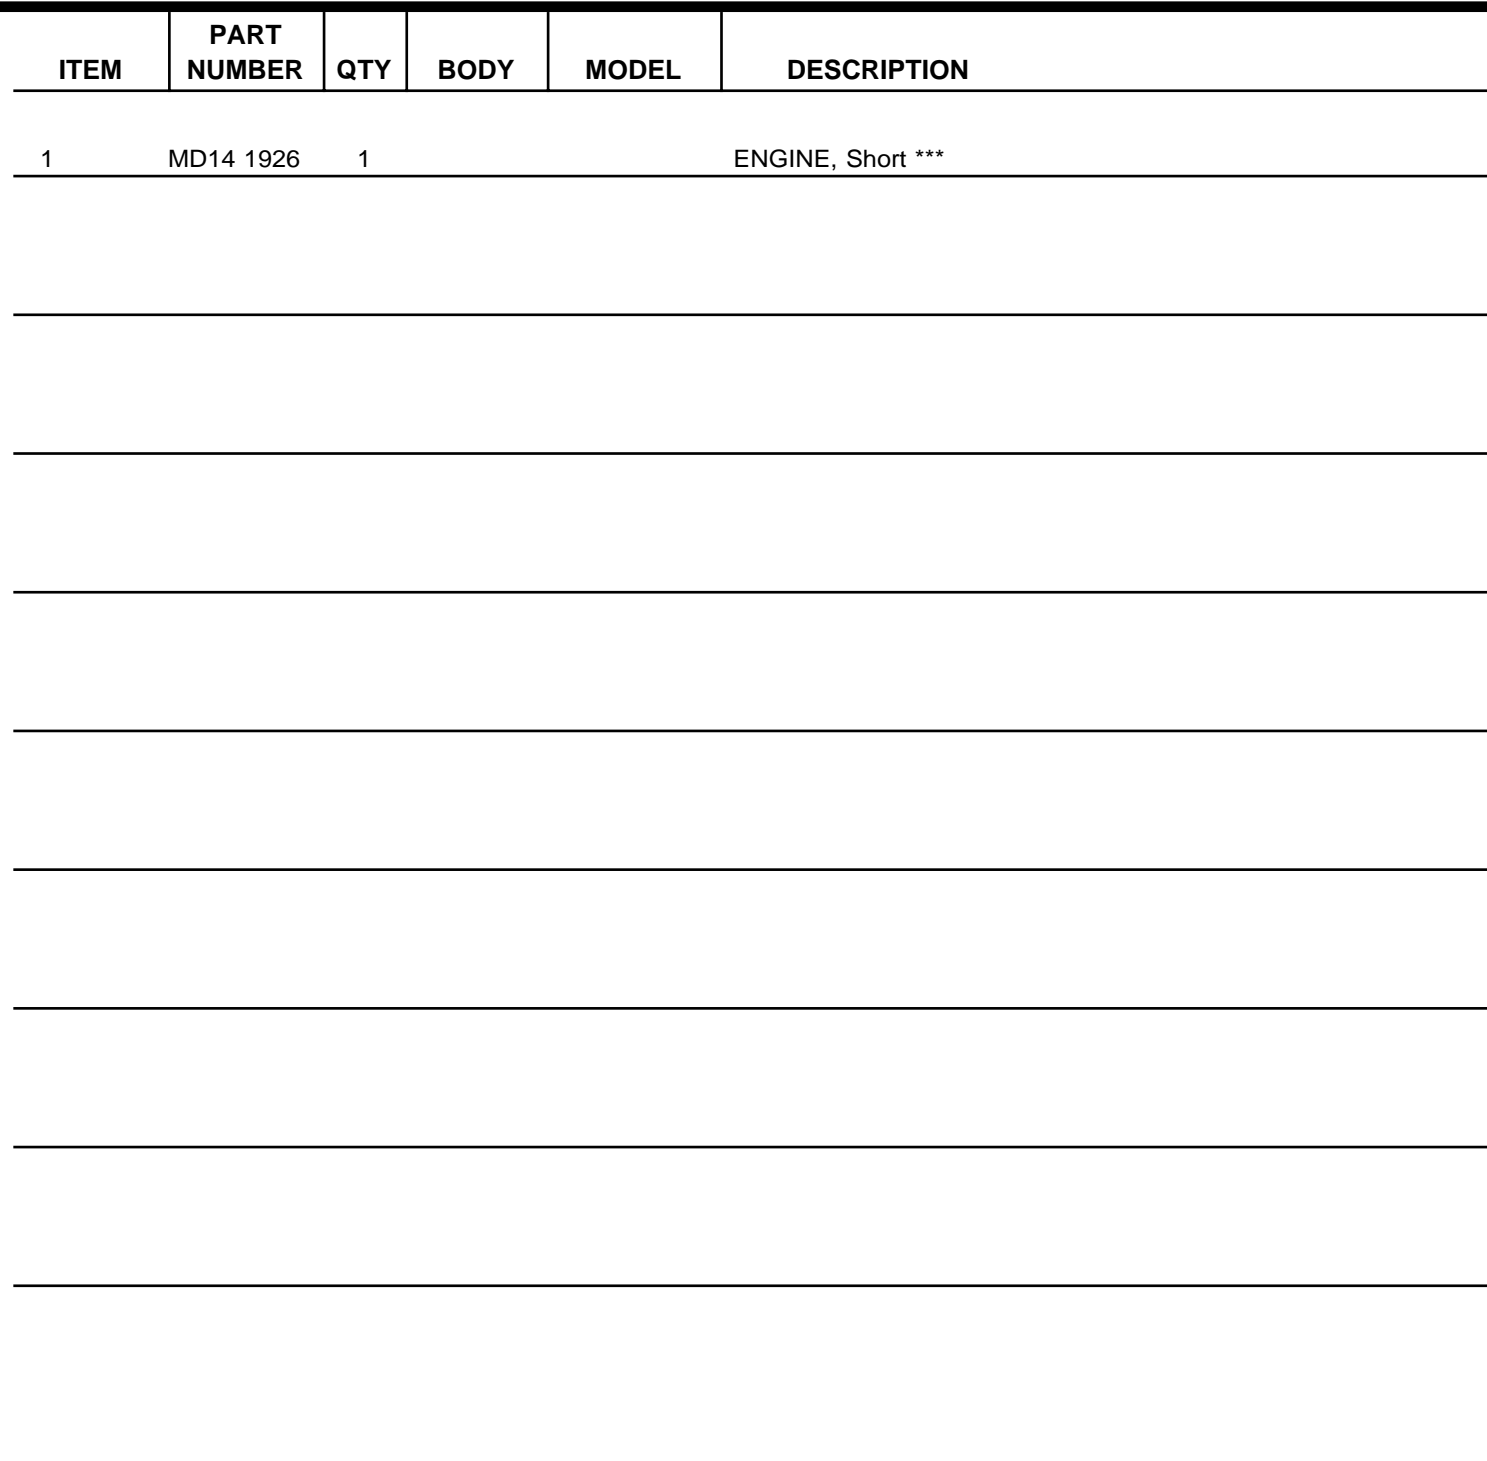 PART
ITEM NUMBER QTY BODY MODEL DESCRIPTION
1 MD14 1926 1 ENGINE, Short ***